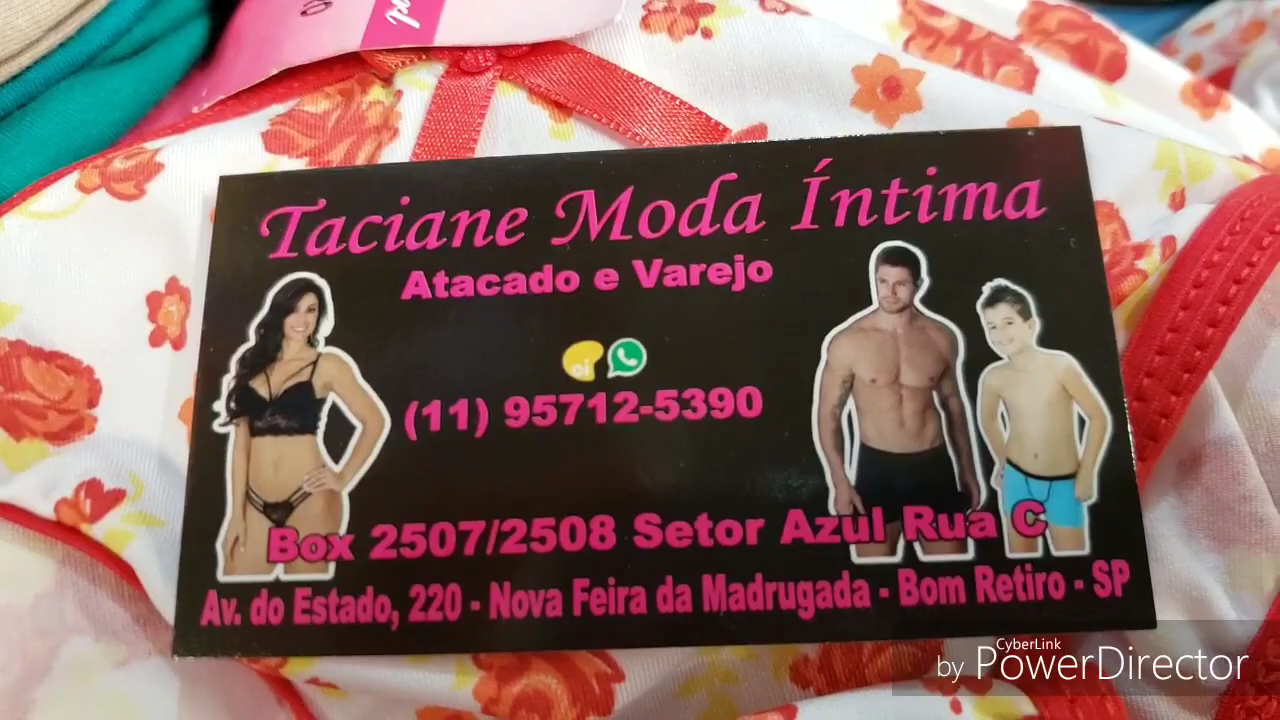 Taciane Moda Íntima
Atacado e Varejo
oi
(11) 95712-5390
Box 2507/2508 Setor Azul Rua C
Av. do Estado, 220 - Nova Feira da Madrugada - Bom Retiro - SP
CyberLink
by PowerDirector